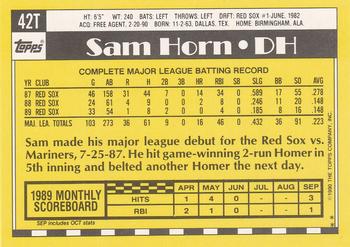 42T
Topps
Sam Horn • DH
HT: 6'5" WT: 240 BATS: LEFT THROWS: LEFT DRFT: RED SOX #1-JUNE, 1982
ACQ: FREE AGENT, 2-20-90 BORN: 11-2-63, DALLAS, TEX. HOME: BIRMINGHAM, ALA
COMPLETE MAJOR LEAGUE BATTING RECORD
YR CLUB G AB R H 2B 3B HR RBI SB SLG BB SO AVG
87 RED SOX 46 158 31 44 7 0 14 34 0 .589 17 55 .278
88 RED SOX 24 61 4 9 0 0 2 8 0 .246 11 20 .148
89 RED SOX 33 54 1 8 2 0 0 4 0 .185 8 16 .148
MAJ. LEA. TOTALS 103 273 36 61 9 0 16 46 0 .432 36 91 .223
Sam made his major league debut for the Red Sox vs.
Mariners, 7-25-87. He hit game-winning 2-run Homer in
5th inning and belted another Homer the next day.
1989 MONTHLY SCOREBOARD
APR MAY JUN JUL AUG SEP
HITS 1 4 0 - - 3
RBI 2 2 0 - - 0
SEP includes OCT stats
©1990 THE TOPPS COMPANY, INC.